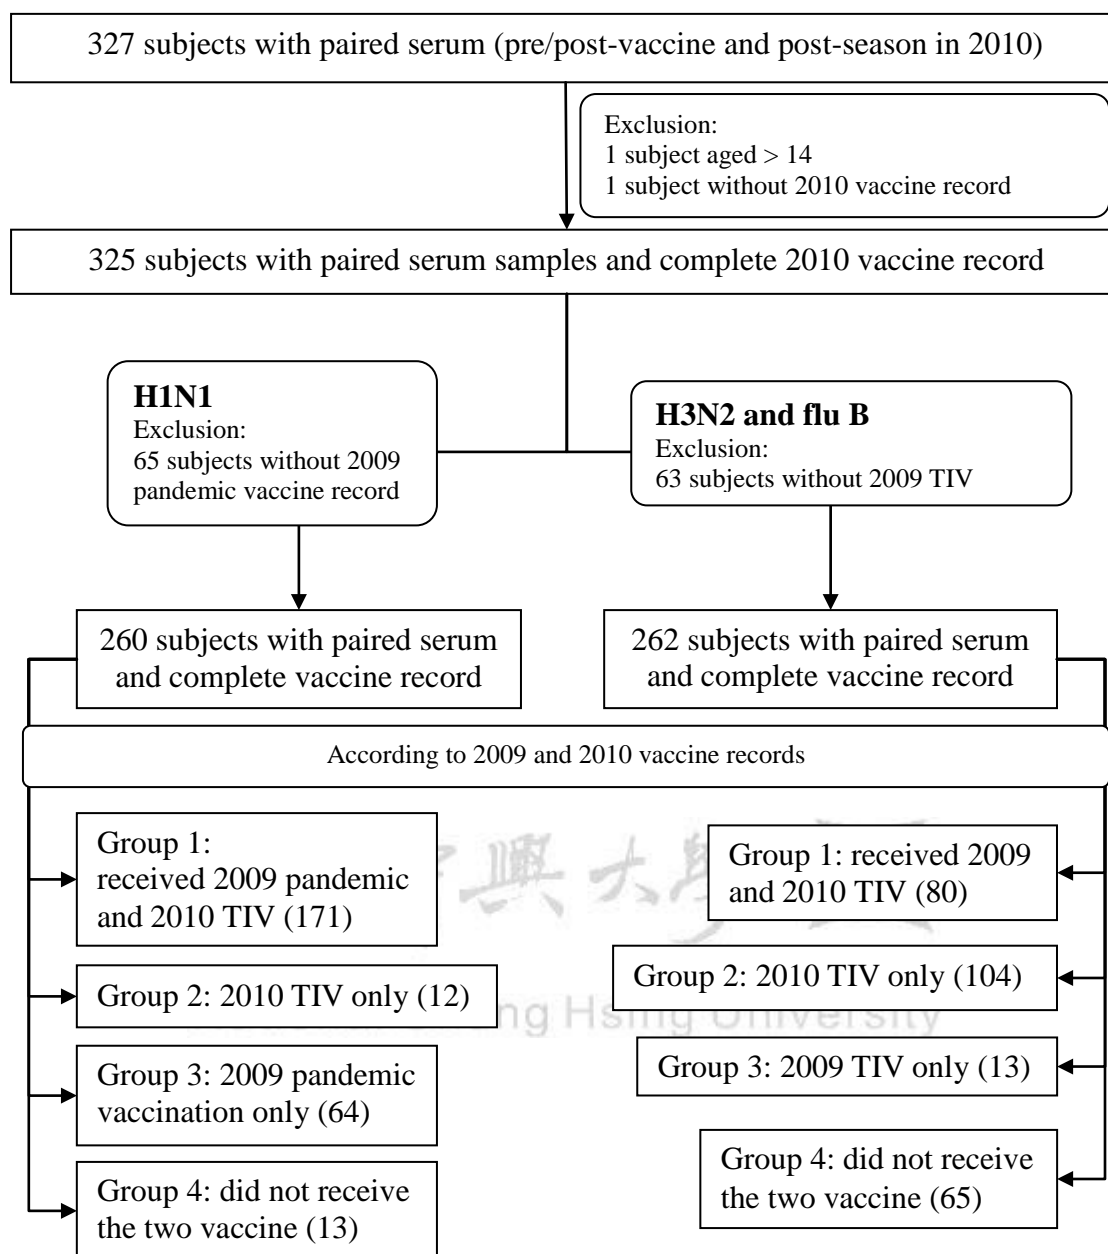 327 subjects with paired serum (pre/post-vaccine and post-season in 2010)
Exclusion:
1 subject aged > 14
1 subject without 2010 vaccine record
325 subjects with paired serum samples and complete 2010 vaccine record
H1N1
Exclusion:
65 subjects without 2009
pandemic vaccine record
H3N2 and flu B
Exclusion:
63 subjects without 2009 TIV
260 subjects with paired serum
and complete vaccine record
262 subjects with paired serum
and complete vaccine record
According to 2009 and 2010 vaccine records
Group 1:
received 2009 pandemic
and 2010 TIV (171)
Group 2: 2010 TIV only (12)
Group 3: 2009 pandemic
vaccination only (64)
Group 4: did not receive
the two vaccine (13)
Group 1: received 2009
and 2010 TIV (80)
Group 2: 2010 TIV only (104)
Group 3: 2009 TIV only (13)
Group 4: did not receive
the two vaccine (65)
興大學
ng Hsing University